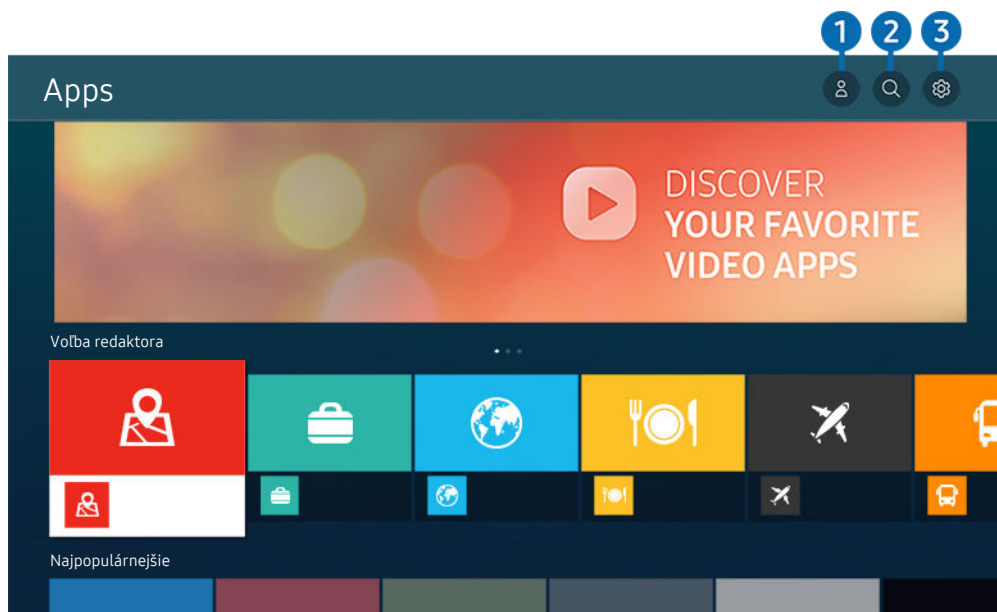 1 2 3
Apps
DISCOVER
YOUR FAVORITE
VIDEO APPS
Voľba redaktora
Najpopulárnejšie